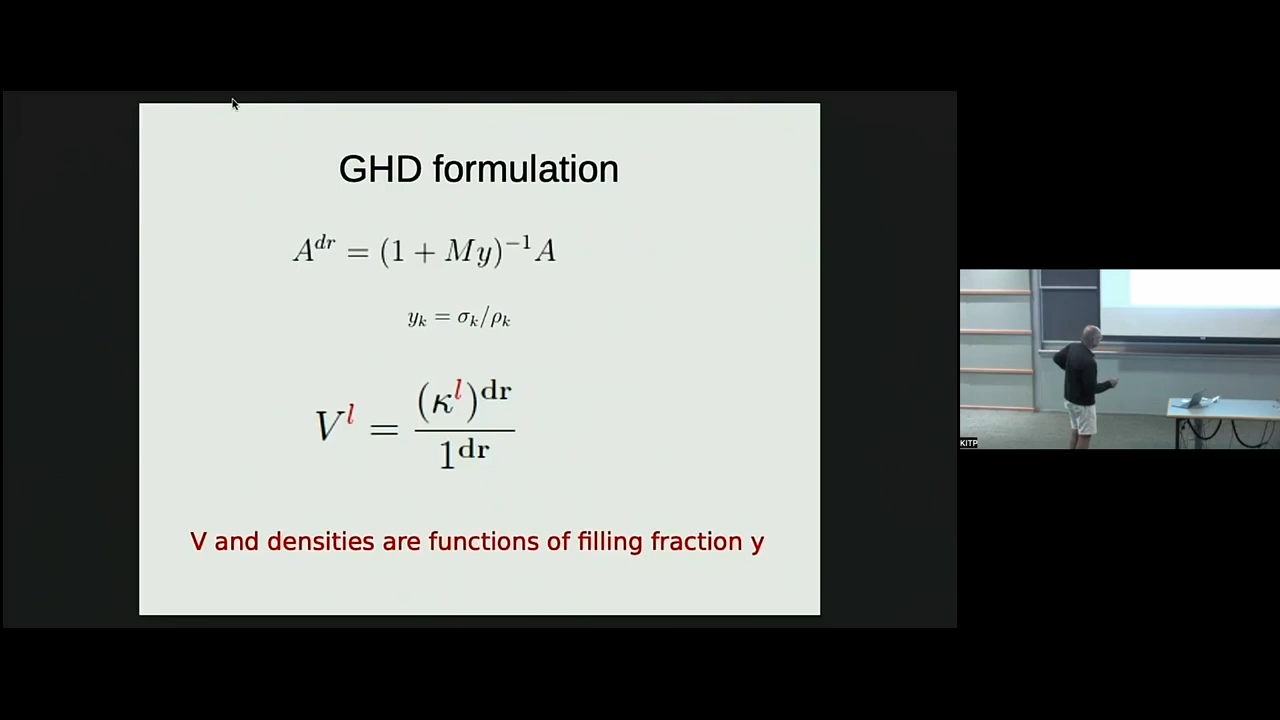 GHD formulation
A^{dr} = (1 + My)^{-1} A
y_k = σ_k/ρ_k
V^l = \frac{(κ^l)^{dr}}{1^{dr}}
V and densities are functions of filling fraction y
KITP